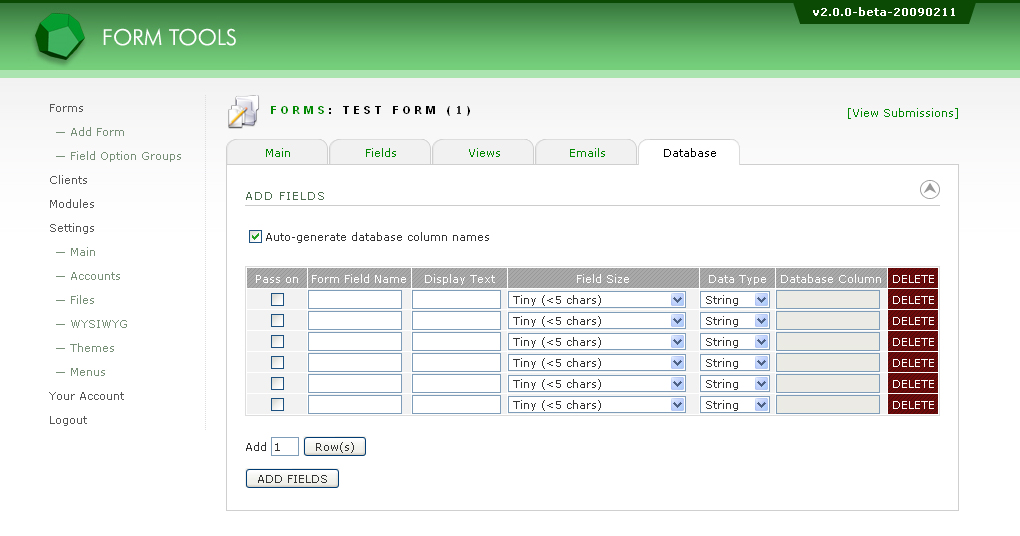 v2.0.0-beta-20090211
FORM TOOLS
Forms
— Add Form
— Field Option Groups
Clients
Modules
Settings
— Main
— Accounts
— Files
— WYSIWYG
— Themes
— Menus
Your Account
Logout
FORMS: TEST FORM (1)
[View Submissions]
Main Fields Views Emails Database
ADD FIELDS
Auto-generate database column names
Pass on Form Field Name Display Text Field Size Data Type Database Column DELETE
Tiny (<5 chars) String DELETE
Tiny (<5 chars) String DELETE
Tiny (<5 chars) String DELETE
Tiny (<5 chars) String DELETE
Tiny (<5 chars) String DELETE
Tiny (<5 chars) String DELETE
Add 1 Row(s)
ADD FIELDS